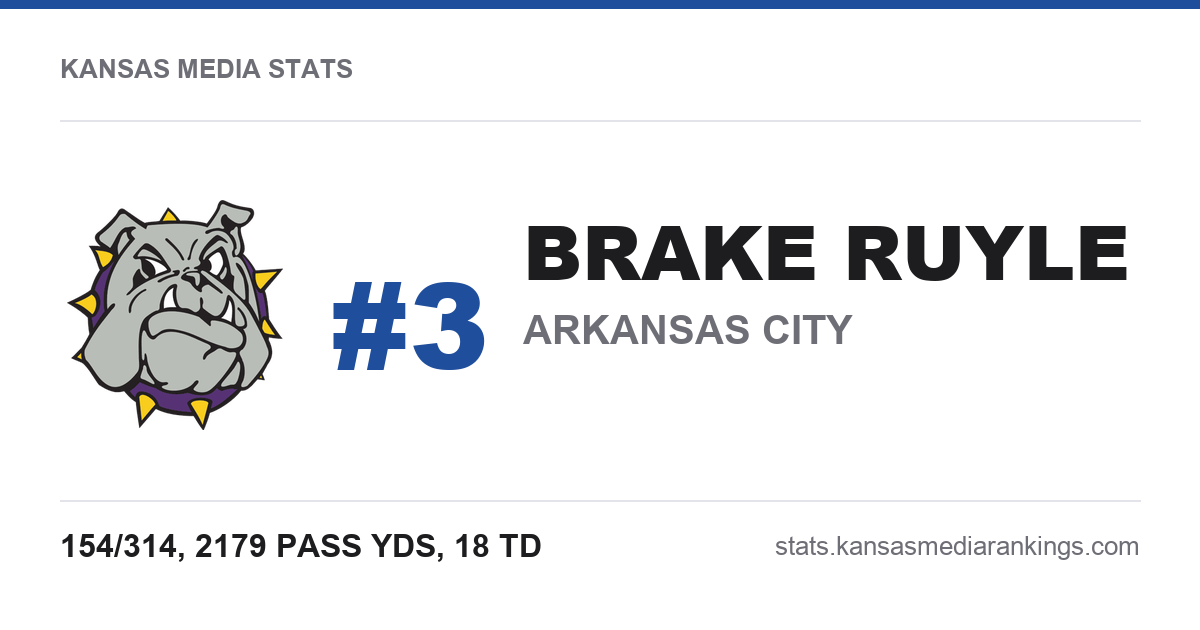 KANSAS MEDIA STATS
#3
BRAKE RUYLE
ARKANSAS CITY
154/314, 2179 PASS YDS, 18 TD
stats.kansasmediarankings.com